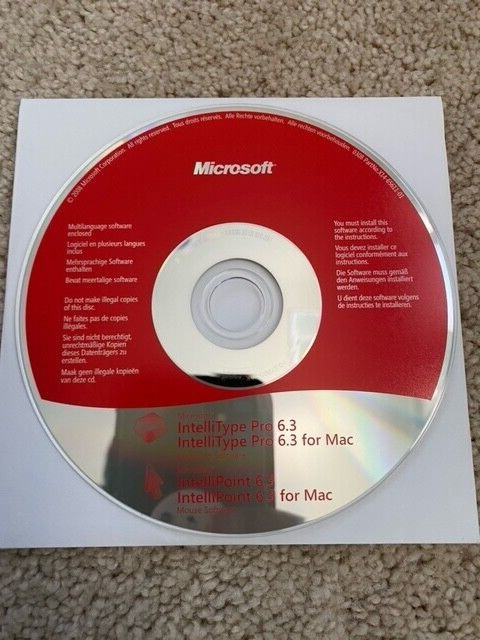 © 2008 Microsoft Corporation. All rights reserved. Tous droits réservés. Alle Rechte vorbehalten. Alle rechten voorbehouden.
Microsoft
Multilanguage software
enclosed
Logiciel en plusieurs langues
inclus
Mehrsprachige Software
enthalten
Bevat meertalige software
Do not make illegal copies
of this disc.
Ne faites pas de copies
illégales.
Sie sind nicht berechtigt,
unrechtmäßige Kopien
dieses Datenträgers zu
erstellen.
Maak geen illegale kopieën
van deze cd.
You must install this
software according to
the instructions.
Vous devez installer ce
logiciel conformément aux
instructions.
Die Software muss gemäß
den Anweisungen installiert
werden.
U dient deze software volgens
de instructies te installeren.
Microsoft
IntelliType Pro 6.3
IntelliType Pro 6.3 for Mac
Software
IntelliPoint 6.3
IntelliPoint 6.3 for Mac
Mouse Software